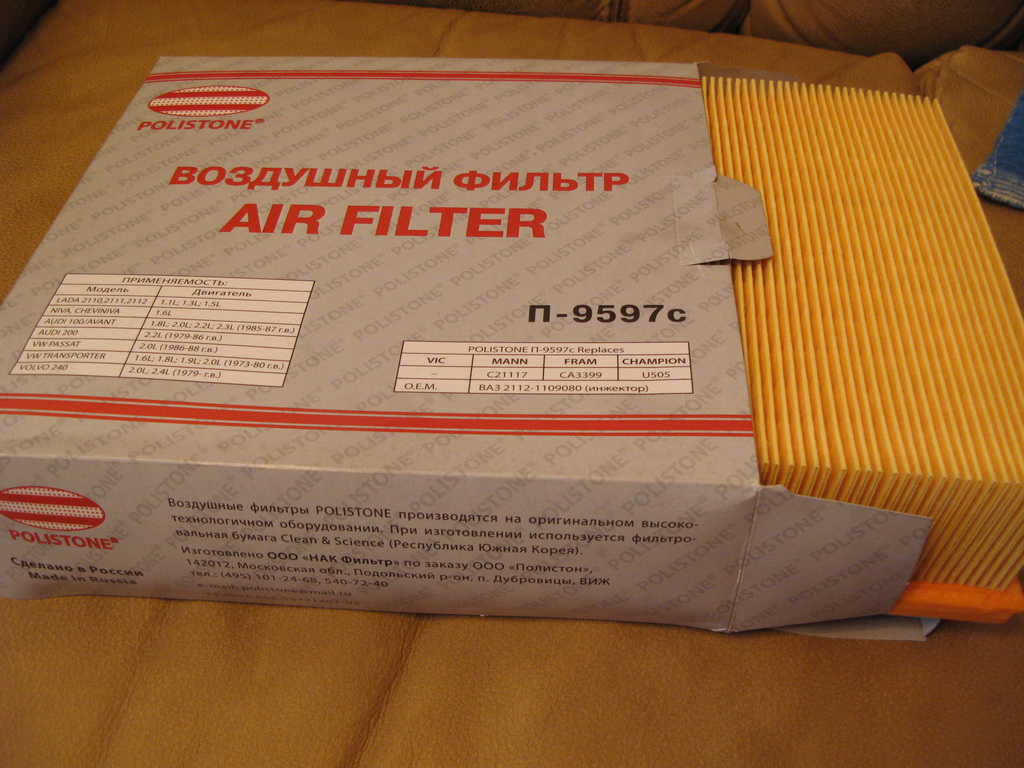 POLISTONE®
ВОЗДУШНЫЙ ФИЛЬТР
AIR FILTER
ПРИМЕНЯЕМОСТЬ:
Модель Двигатель
LADA 2110,2111,2112 1.1L; 1.3L; 1.5L
NIVA, CHEVINIVA 1.6L
AUDI 100/AVANT 1.8L; 2.0L; 2.2L; 2.3L (1985-87 г.в.)
AUDI 200 2.2L (1979-86 г.в.)
VW PASSAT 2.0L (1986-88 г.в.)
VW TRANSPORTER 1.6L; 1.8L; 1.9L; 2.0L (1973-80 г.в.)
VOLVO 240 2.0L; 2.4L (1979- г.в.)
П-9597с
POLISTONE П-9597с Replaces
VIC MANN FRAM CHAMPION
– C21117 CA3399 U505
O.E.M. ВАЗ 2112-1109080 (инжектор)
POLISTONE®
Сделано в России
Made in Russia
Воздушные фильтры POLISTONE производятся на оригинальном высоко-
технологичном оборудовании. При изготовлении используется фильтро-
вальная бумага Clean & Science (Республика Южная Корея).
Изготовлено ООО «НАК Фильтр» по заказу ООО «Полистон»,
142012, Московская обл., Подольский р-он, п. Дубровицы, ВИЖ
тел.: (495) 101-24-68, 540-72-40
e-mail: polistone@mail.ru